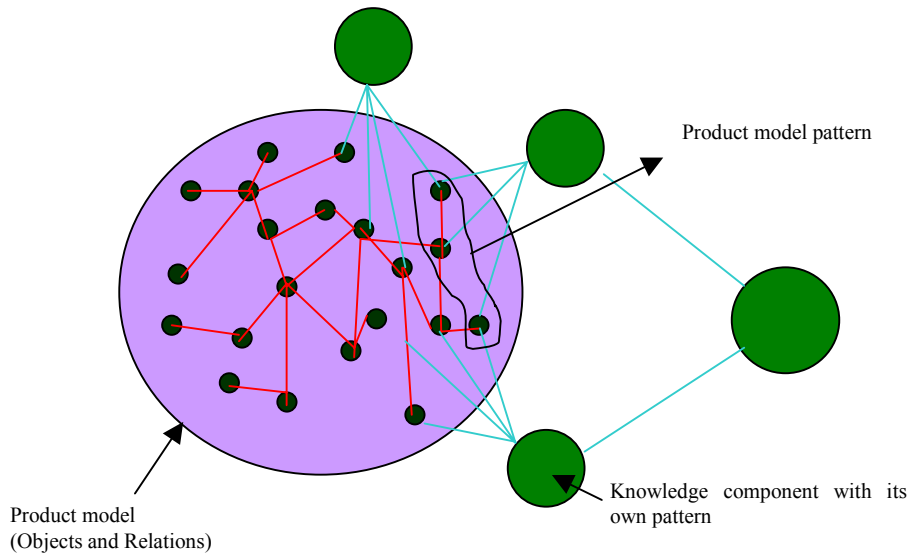 Product model pattern
Knowledge component with its
own pattern
Product model
(Objects and Relations)